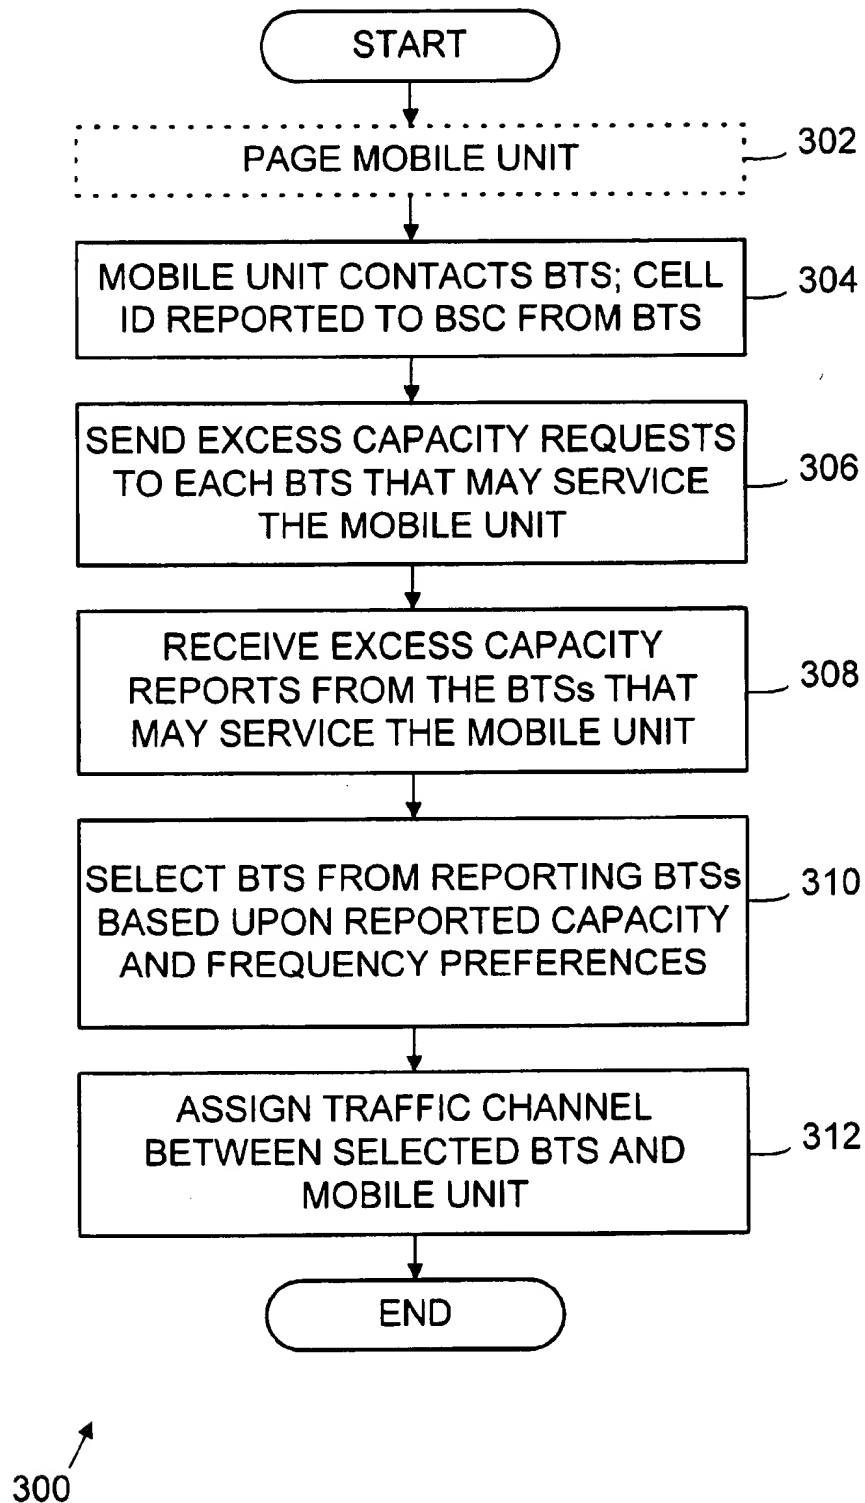 START
PAGE MOBILE UNIT
302
MOBILE UNIT CONTACTS BTS; CELL
ID REPORTED TO BSC FROM BTS
304
SEND EXCESS CAPACITY REQUESTS
TO EACH BTS THAT MAY SERVICE
THE MOBILE UNIT
306
RECEIVE EXCESS CAPACITY
REPORTS FROM THE BTSs THAT
MAY SERVICE THE MOBILE UNIT
308
SELECT BTS FROM REPORTING BTSs
BASED UPON REPORTED CAPACITY
AND FREQUENCY PREFERENCES
310
ASSIGN TRAFFIC CHANNEL
BETWEEN SELECTED BTS AND
MOBILE UNIT
312
END
300